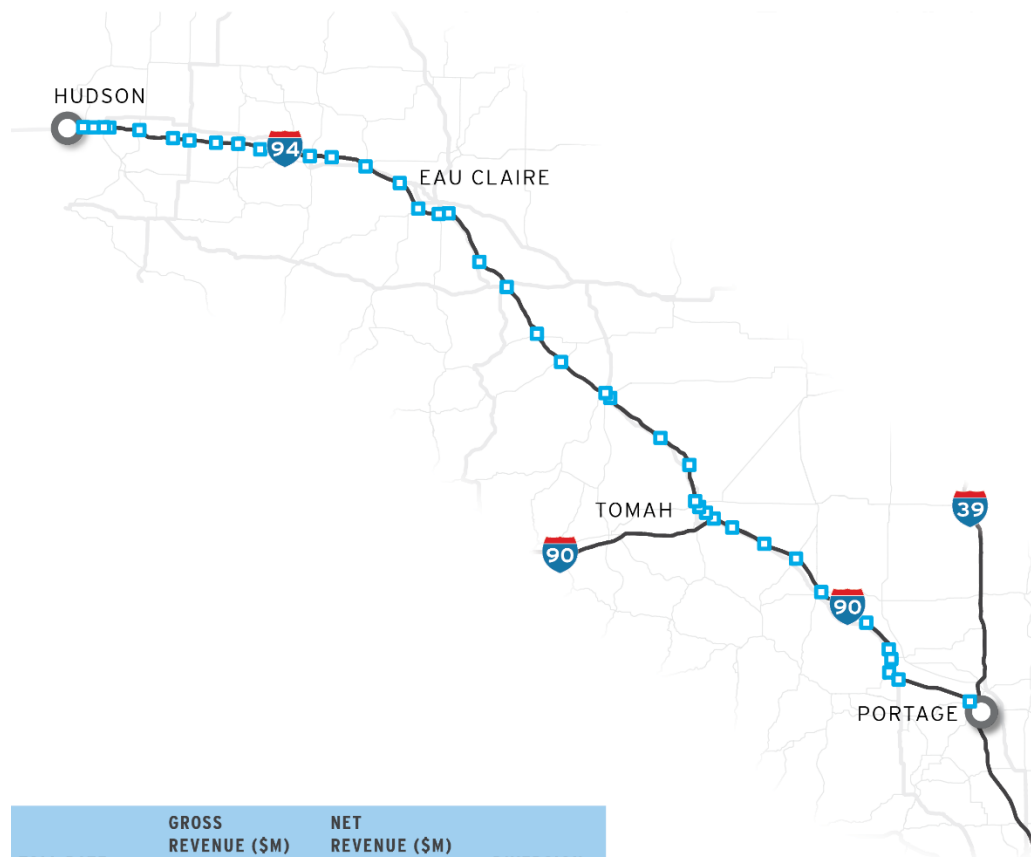 HUDSON
94
EAU CLAIRE
TOMAH
39
90
90
PORTAGE
GROSS NET
REVENUE ($M) REVENUE ($M)